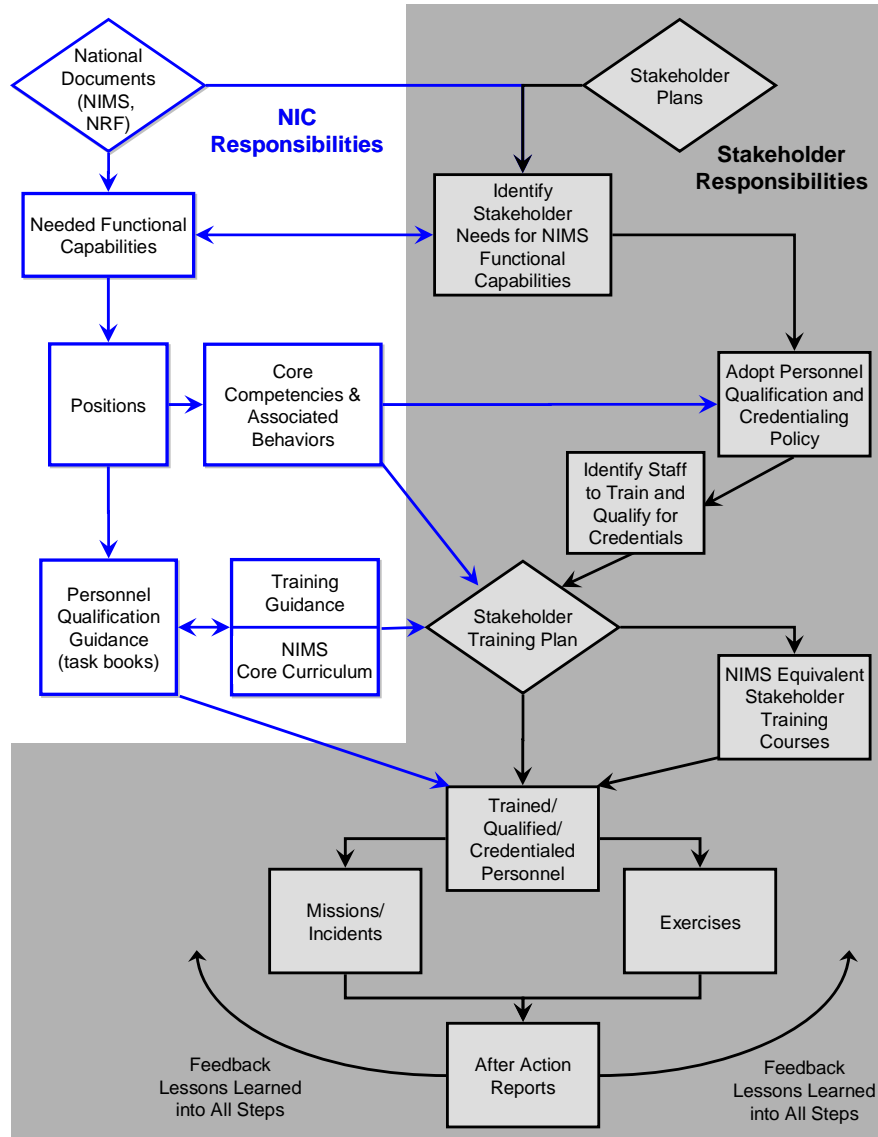 National
Documents
(NIMS,
NRF)
Stakeholder
Plans
NIC
Responsibilities
Stakeholder
Responsibilities
Needed Functional
Capabilities
Identify
Stakeholder
Needs for NIMS
Functional
Capabilities
Positions
Core
Competencies &
Associated
Behaviors
Adopt Personnel
Qualification and
Credentialing
Policy
Identify Staff
to Train and
Qualify for
Credentials
Personnel
Qualification
Guidance
(task books)
Training
Guidance
NIMS
Core Curriculum
Stakeholder
Training Plan
NIMS Equivalent
Stakeholder
Training
Courses
Trained/
Qualified/
Credentialed
Personnel
Missions/
Incidents
Exercises
After Action
Reports
Feedback
Lessons Learned
into All Steps
Feedback
Lessons Learned
into All Steps